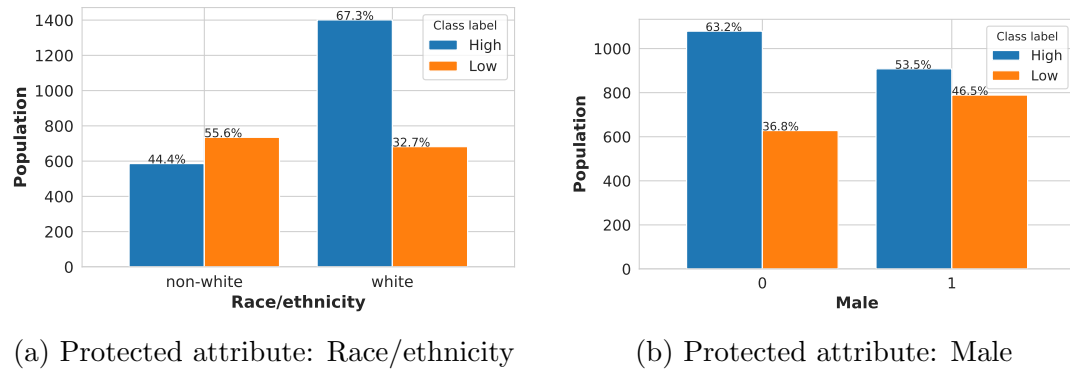 1400
1200
1000
800
600
400
200
0
Population
67.3%
55.6%
44.4%
32.7%
Class label
High
Low
non-white
white
Race/ethnicity
(a) Protected attribute: Race/ethnicity
1000
800
600
400
200
0
Population
63.2%
53.5%
46.5%
36.8%
Class label
High
Low
0
1
Male
(b) Protected attribute: Male